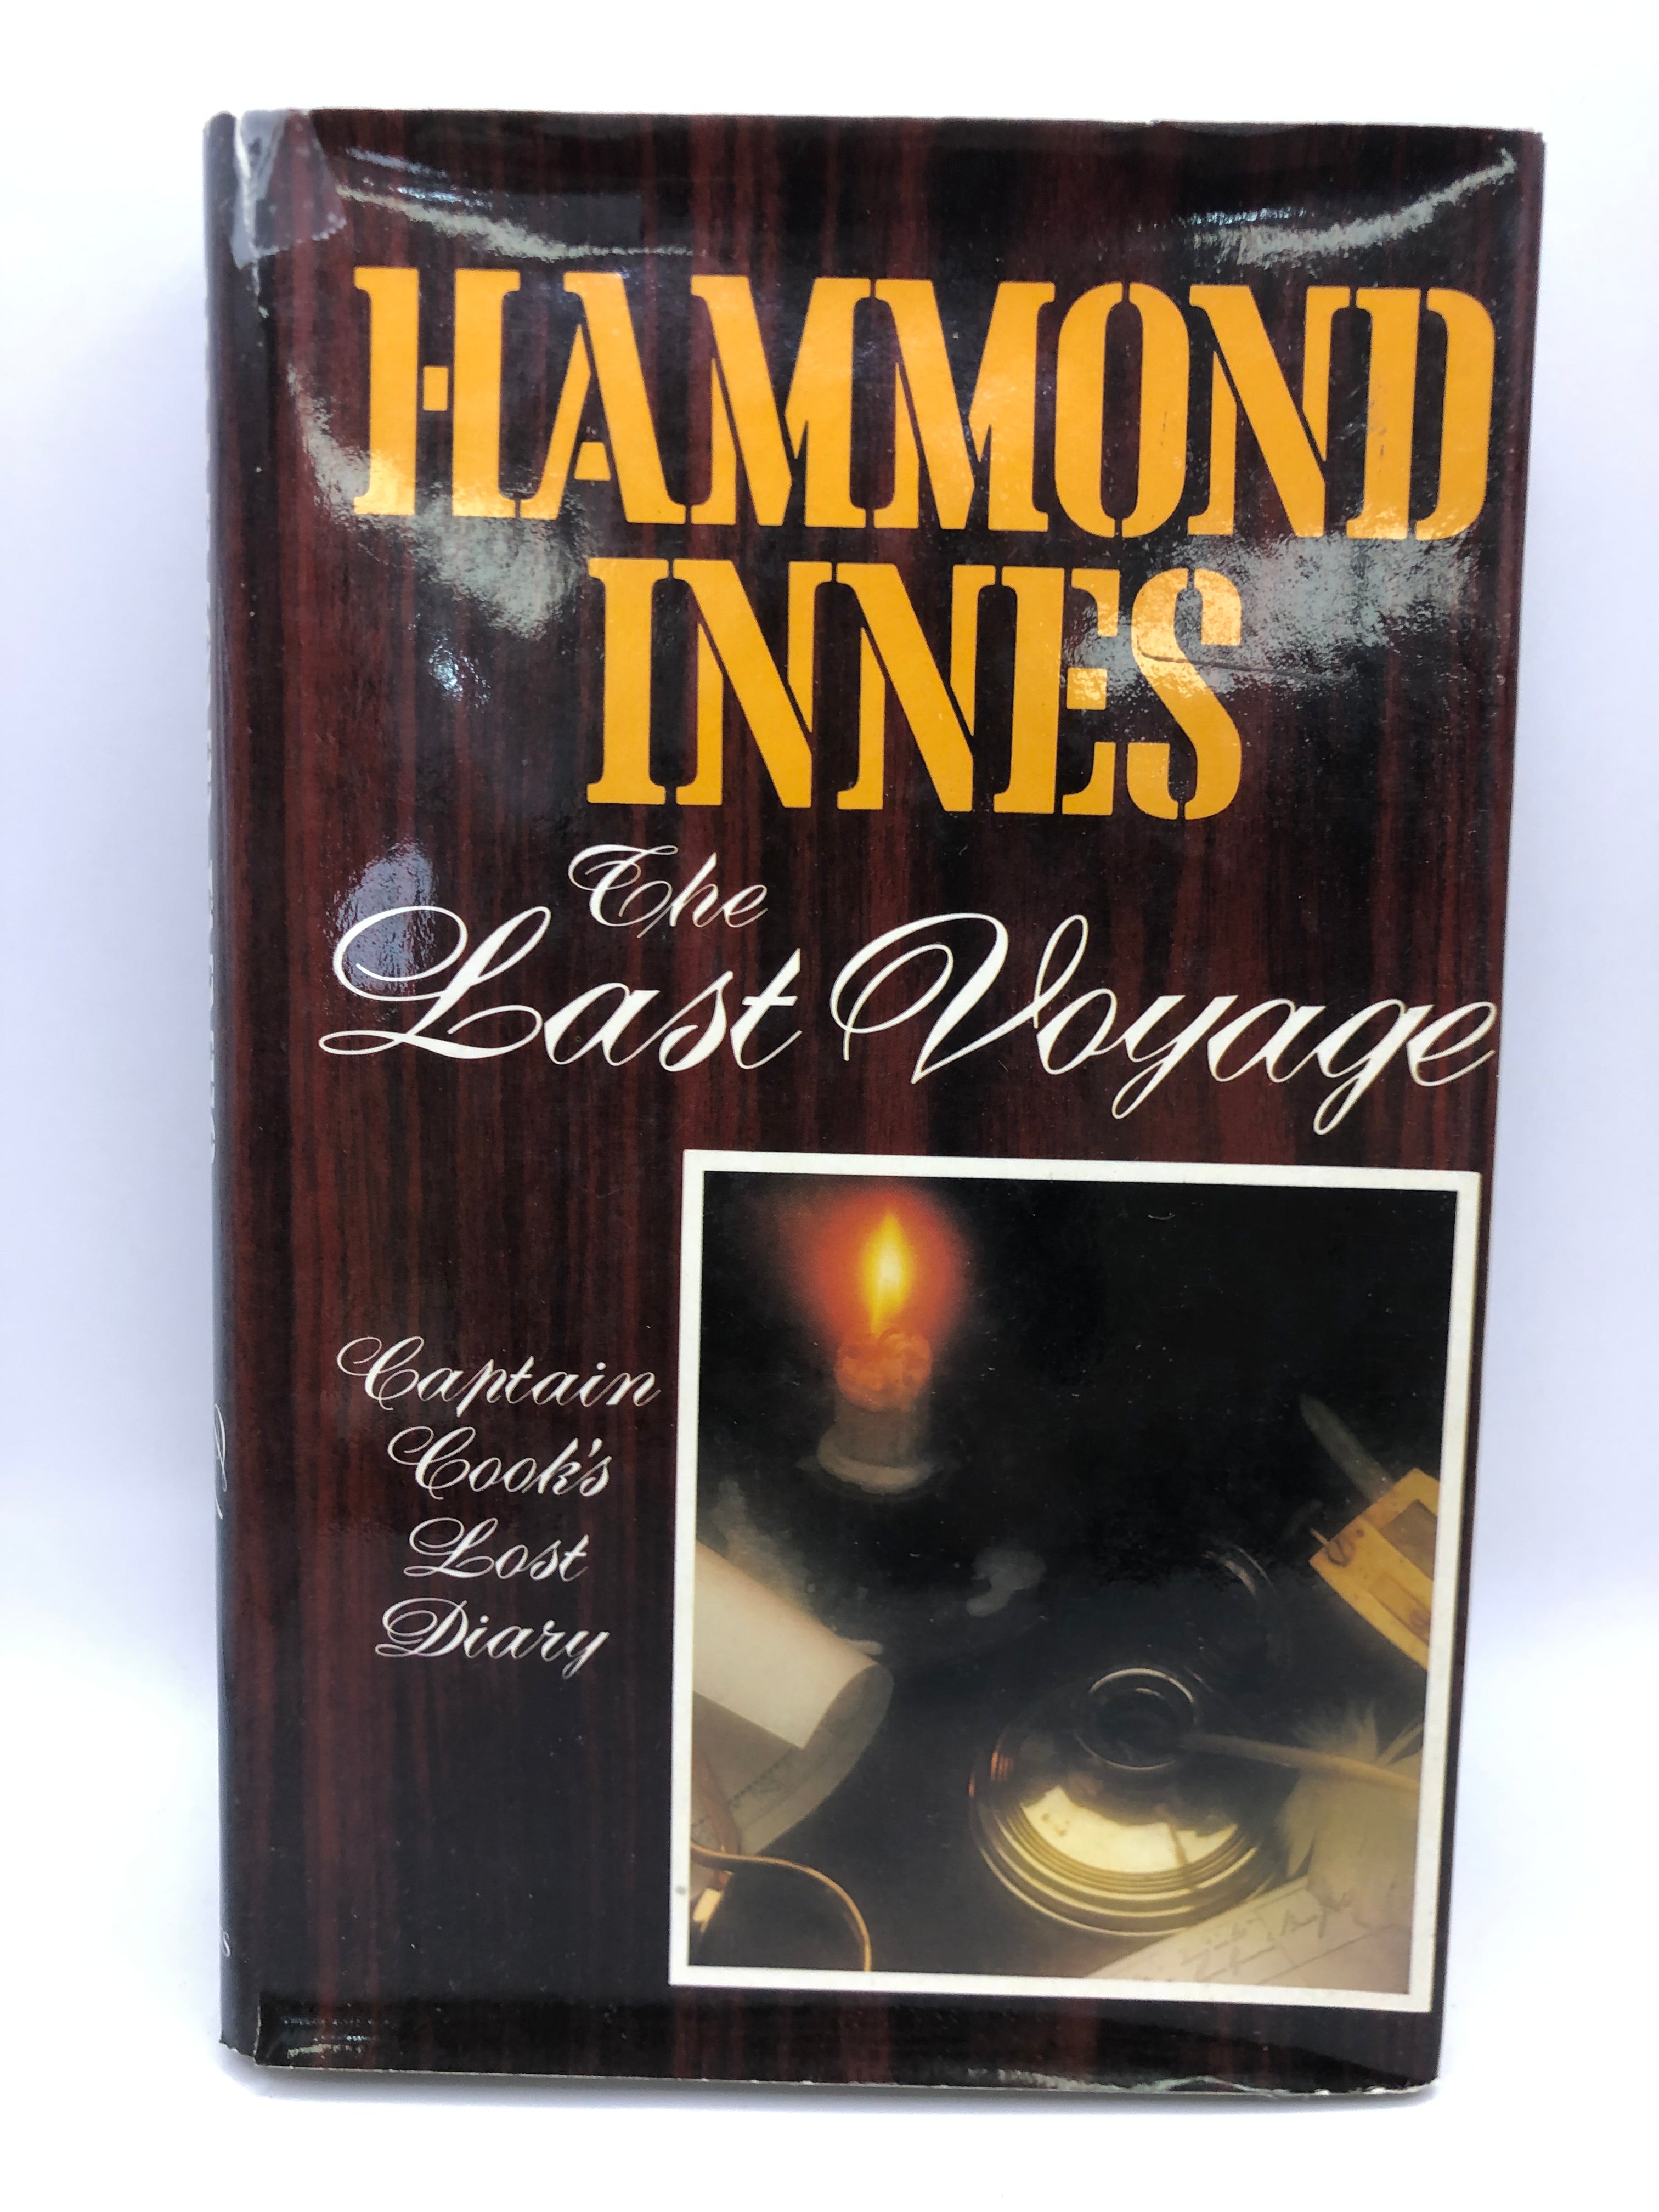 HAMMOND
INNES
The
Last Voyage
Captain
Cook's
Lost
Diary